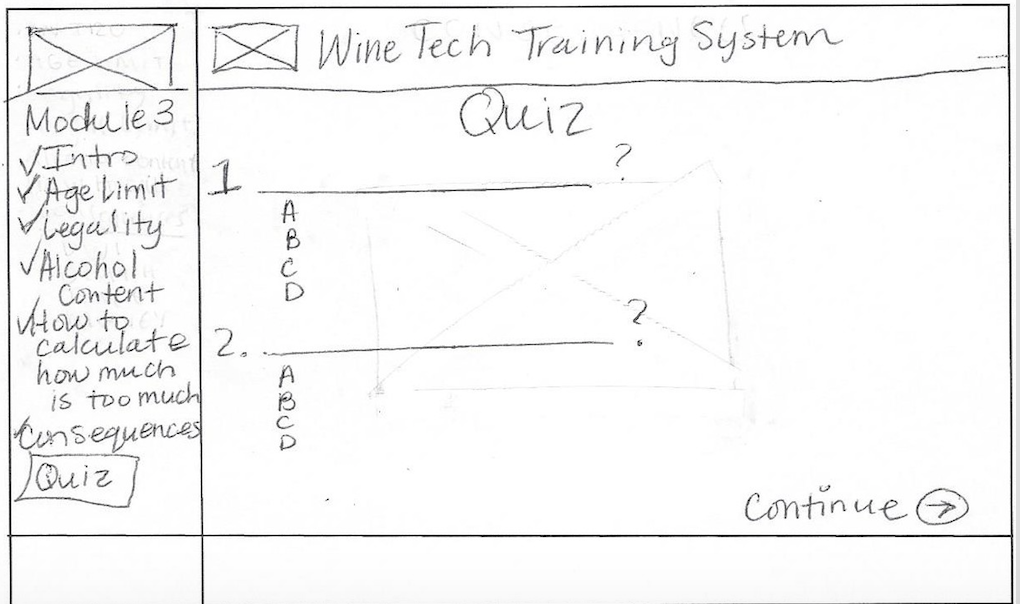 Wine Tech Training System
Module 3
✓ Intro
✓ Age Limit
✓ Legality
✓ Alcohol
Content
✓ How to
calculate
how much
is too much
✓ Consequences
Quiz
Quiz
1 ?
A
B
C
D
2. ?
A
B
C
D
Continue →